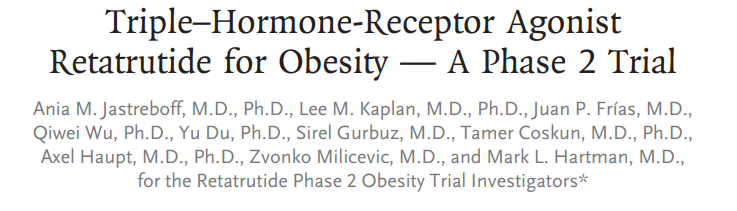 Triple–Hormone-Receptor Agonist
Retatrutide for Obesity — A Phase 2 Trial
Ania M. Jastreboff, M.D., Ph.D., Lee M. Kaplan, M.D., Ph.D., Juan P. Frías, M.D.,
Qiwei Wu, Ph.D., Yu Du, Ph.D., Sirel Gurbuz, M.D., Tamer Coskun, M.D., Ph.D.,
Axel Haupt, M.D., Ph.D., Zvonko Milicevic, M.D., and Mark L. Hartman, M.D.,
for the Retatrutide Phase 2 Obesity Trial Investigators*